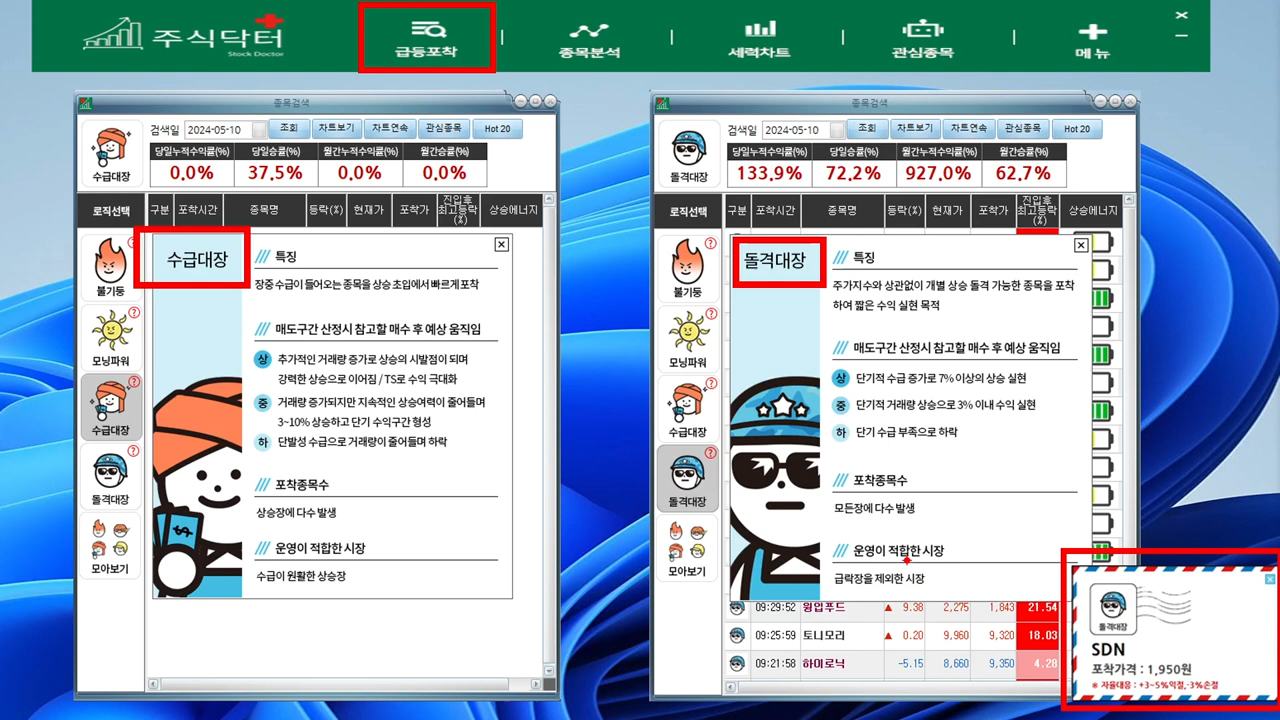 주식닥터
Stock Doctor
급등포착
종목분석
세력차트
관심종목
메뉴
종목검색
수급대장
검색일 2024-05-10 조회 차트보기 차트연속 관심종목 Hot 20
당일누적수익률(%) 당일승률(%) 월간누적수익률(%) 월간승률(%)
0.0% 37.5% 0.0% 0.0%
로직선택 구분 포착시간 종목명 등락(%) 현재가 포착가 진입후최고등락(%) 상승에너지
불기둥
모닝파워
수급대장
돌격대장
모아보기
수급대장
특징
장중 수급이 들어오는 종목을 상승 초입에서 빠르게 포착
매도구간 산정시 참고할 매수 후 예상 움직임
상 추가적인 거래량 증가로 상승의 시발점이 되며
강력한 상승으로 이어짐 / TS로 수익 극대화
중 거래량 증가되지만 지속적인 상승여력이 줄어들며
3~10% 상승하고 단기 수익구간 형성
하 단발성 수급으로 거래량이 줄어들며 하락
포착종목수
상승장에 다수 발생
운영이 적합한 시장
수급이 원활한 상승장
종목검색
돌격대장
검색일 2024-05-10 조회 차트보기 차트연속 관심종목 Hot 20
당일누적수익률(%) 당일승률(%) 월간누적수익률(%) 월간승률(%)
133.9% 72.2% 927.0% 62.7%
로직선택 구분 포착시간 종목명 등락(%) 현재가 포착가 진입후최고등락(%) 상승에너지
불기둥
모닝파워
수급대장
돌격대장
모아보기
돌격대장
특징
주가지수와 상관없이 개별 상승 돌격 가능한 종목을 포착
하여 짧은 수익 실현 목적
매도구간 산정시 참고할 매수 후 예상 움직임
상 단기적 수급 증가로 7% 이상의 상승 실현
중 단기적 거래량 상승으로 3% 이내 수익 실현
하 단기 수급 부족으로 하락
포착종목수
모든장에 다수 발생
운영이 적합한 시장
급락장을 제외한 시장
09:29:52 윙입푸드 ▲ 9.38 2,275 1,843 21.54
09:25:59 토니모리 ▲ 0.20 9,960 9,320 18.03
09:21:58 하이로닉 -5.15 8,660 9,350 4.28
돌격대장
SDN
포착가격 : 1,950원
* 자율대응 : +3~5%익절,-3%손절